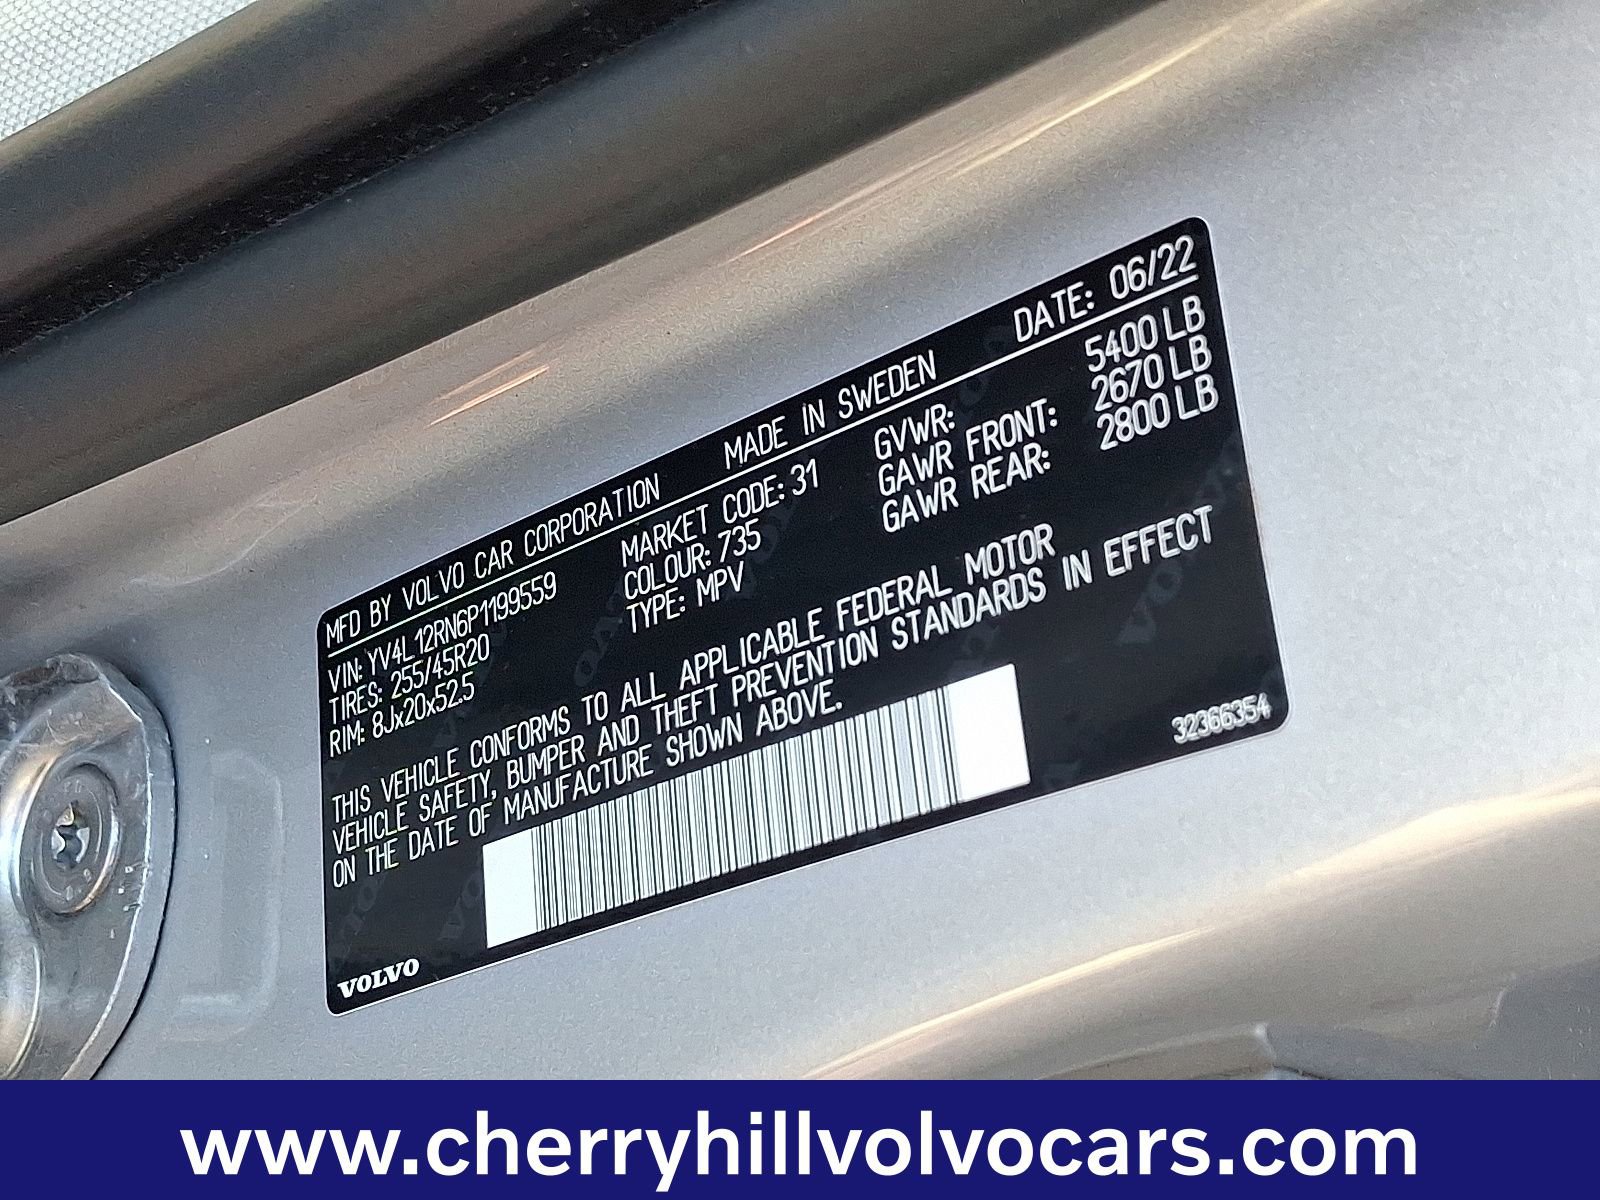 MFD BY VOLVO CAR CORPORATION MADE IN SWEDEN DATE: 06/22
VIN: YV4L12RN6P1199559 MARKET CODE: 31 GVWR: 5400 LB
TIRES: 255/45R20 COLOUR: 735 GAWR FRONT: 2670 LB
RIM: 8Jx20x52.5 TYPE: MPV GAWR REAR: 2800 LB
THIS VEHICLE CONFORMS TO ALL APPLICABLE FEDERAL MOTOR
VEHICLE SAFETY, BUMPER AND THEFT PREVENTION STANDARDS IN EFFECT
ON THE DATE OF MANUFACTURE SHOWN ABOVE.
32366354
VOLVO
www.cherryhillvolvocars.com